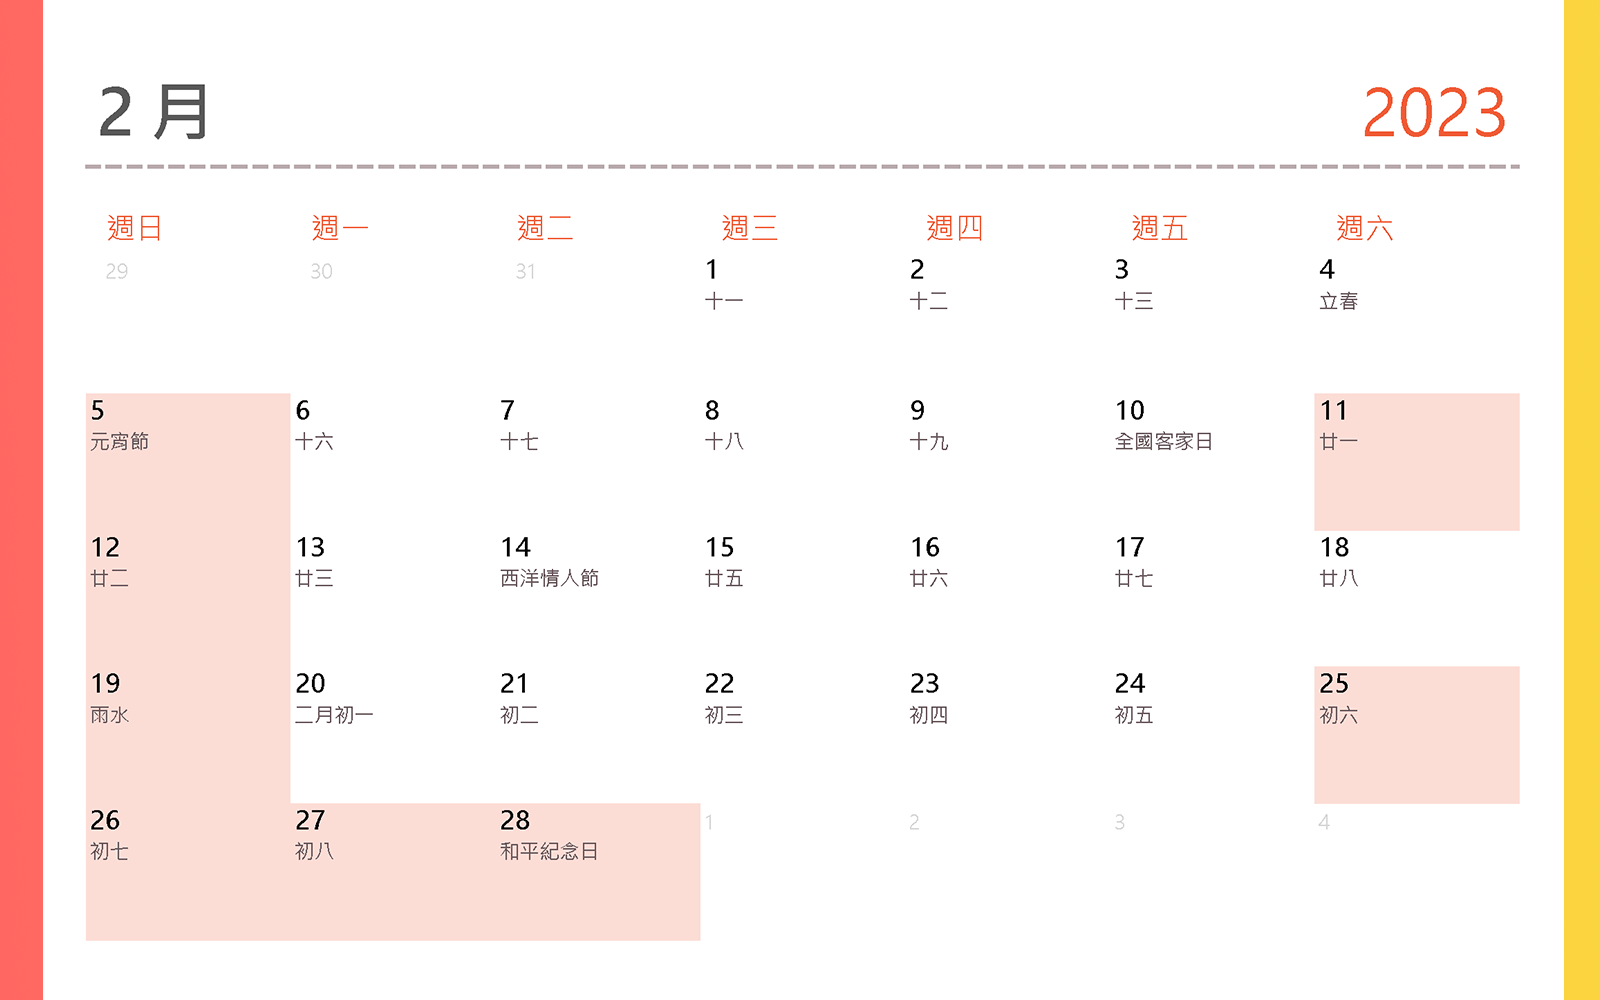 2 月
2023
週日 週一 週二 週三 週四 週五 週六
29 30 31 1 2 3 4
十一 十二 十三 立春
5 6 7 8 9 10 11
元宵節 十六 十七 十八 十九 全國客家日 廿一
12 13 14 15 16 17 18
廿二 廿三 西洋情人節 廿五 廿六 廿七 廿八
19 20 21 22 23 24 25
雨水 二月初一 初二 初三 初四 初五 初六
26 27 28 1 2 3 4
初七 初八 和平紀念日